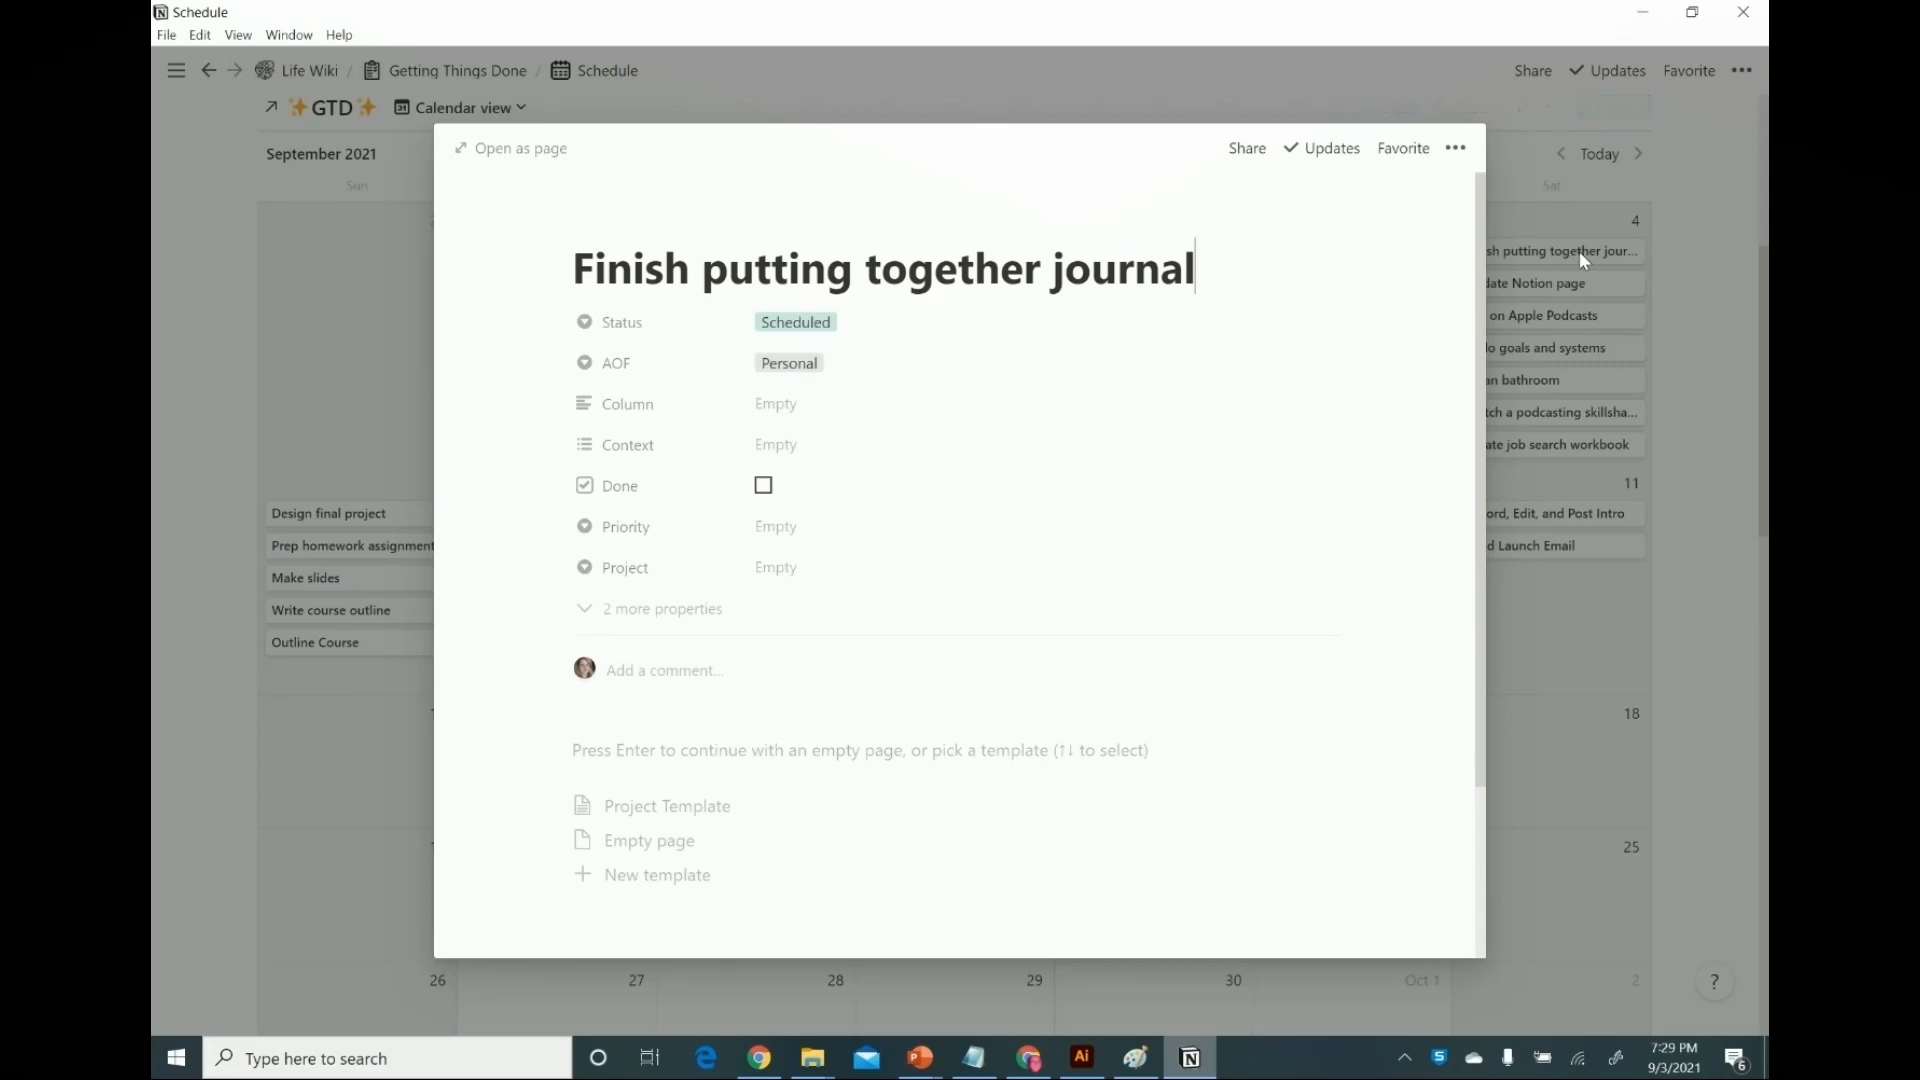 Schedule
File Edit View Window Help
Life Wiki / Getting Things Done / Schedule
Share Updates Favorite
✨GTD✨ Calendar view
Open as page
Share Updates Favorite
September 2021
Today
Sun
Sat
4
Finish putting together journal
sh putting together jour...
date Notion page
on Apple Podcasts
goals and systems
an bathroom
tch a podcasting skillsha...
ate job search workbook
Status Scheduled
AOF Personal
Column Empty
Context Empty
Done
Priority Empty
Project Empty
2 more properties
11
Design final project
Prep homework assignment
Make slides
Write course outline
Outline Course
ord, Edit, and Post Intro
d Launch Email
Add a comment...
18
Press Enter to continue with an empty page, or pick a template (↑↓ to select)
Project Template
Empty page
New template
25
26 27 28 29 30 Oct 1 2
?
Type here to search
Ai
7:29 PM
9/3/2021
6